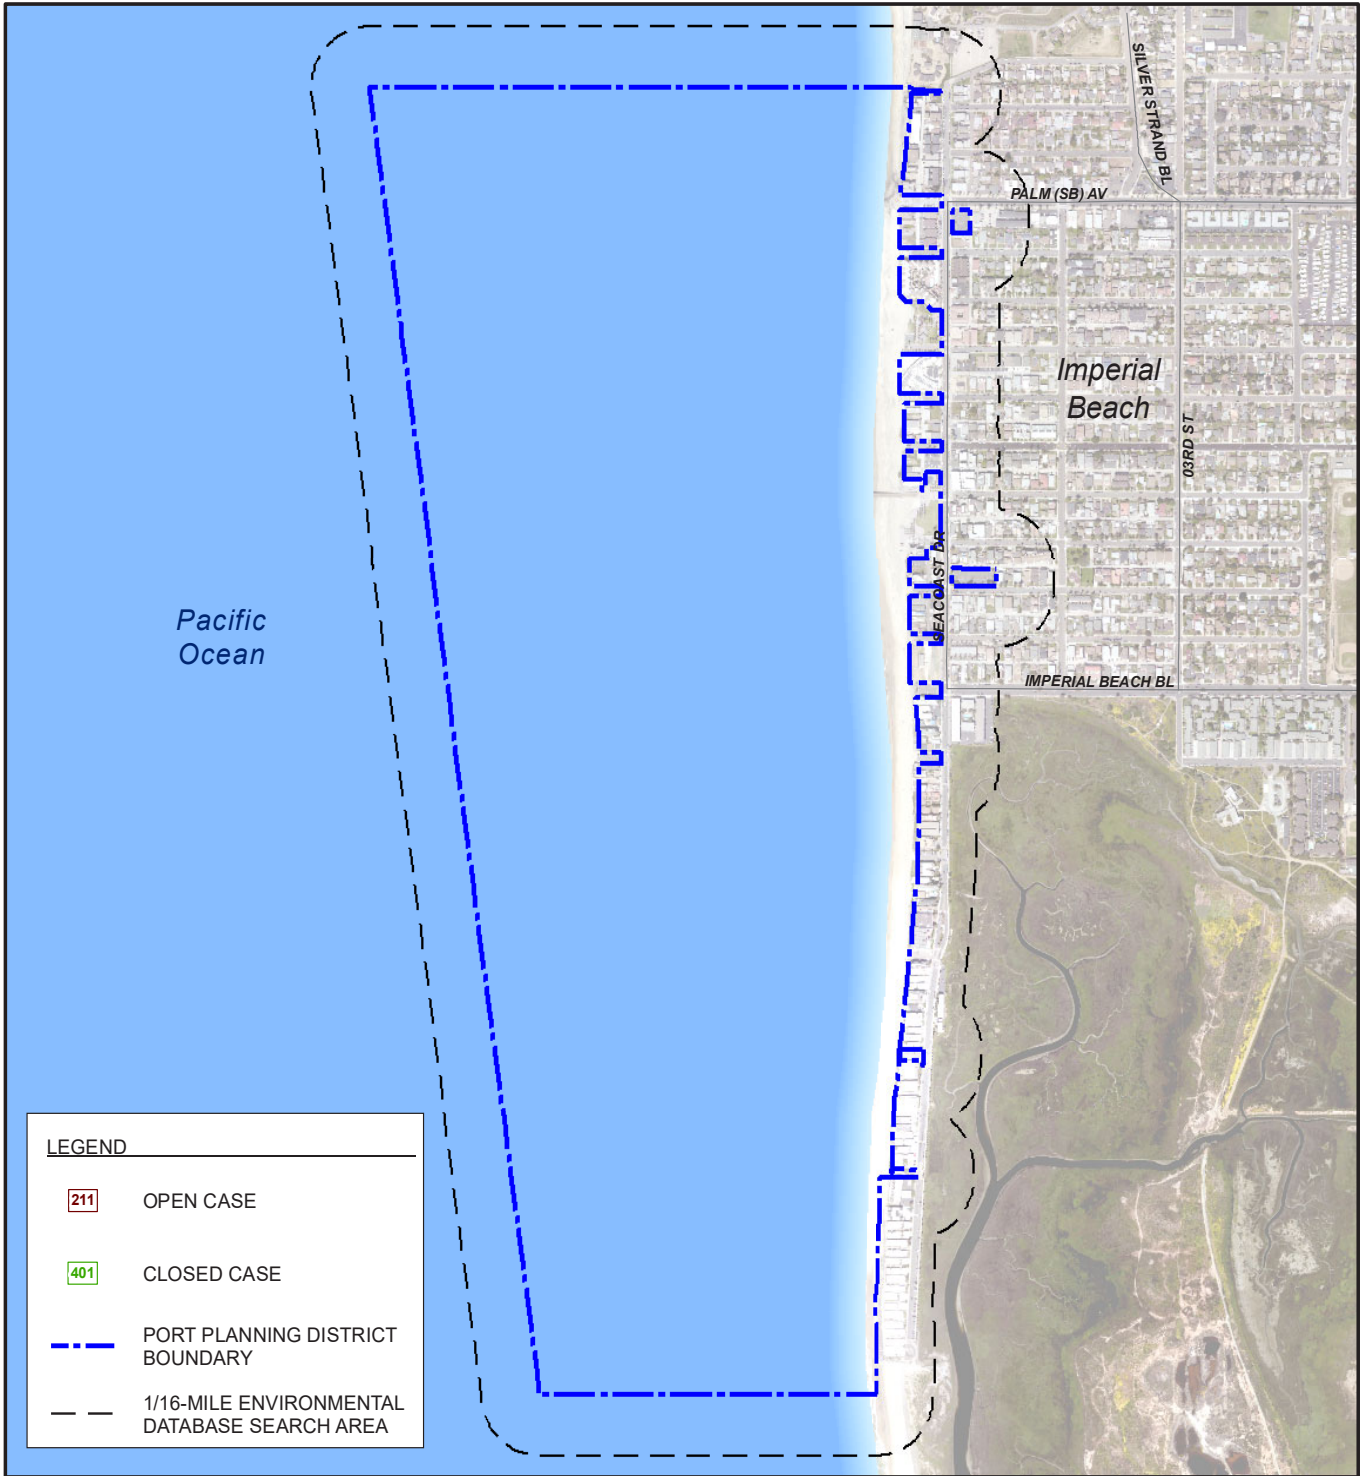 SILVER STRAND BL
PALM (SB) AV
Imperial
Beach
03RD ST
SEACOAST DR
Pacific
Ocean
IMPERIAL BEACH BL
LEGEND
211 OPEN CASE
401 CLOSED CASE
PORT PLANNING DISTRICT
BOUNDARY
1/16-MILE ENVIRONMENTAL
DATABASE SEARCH AREA